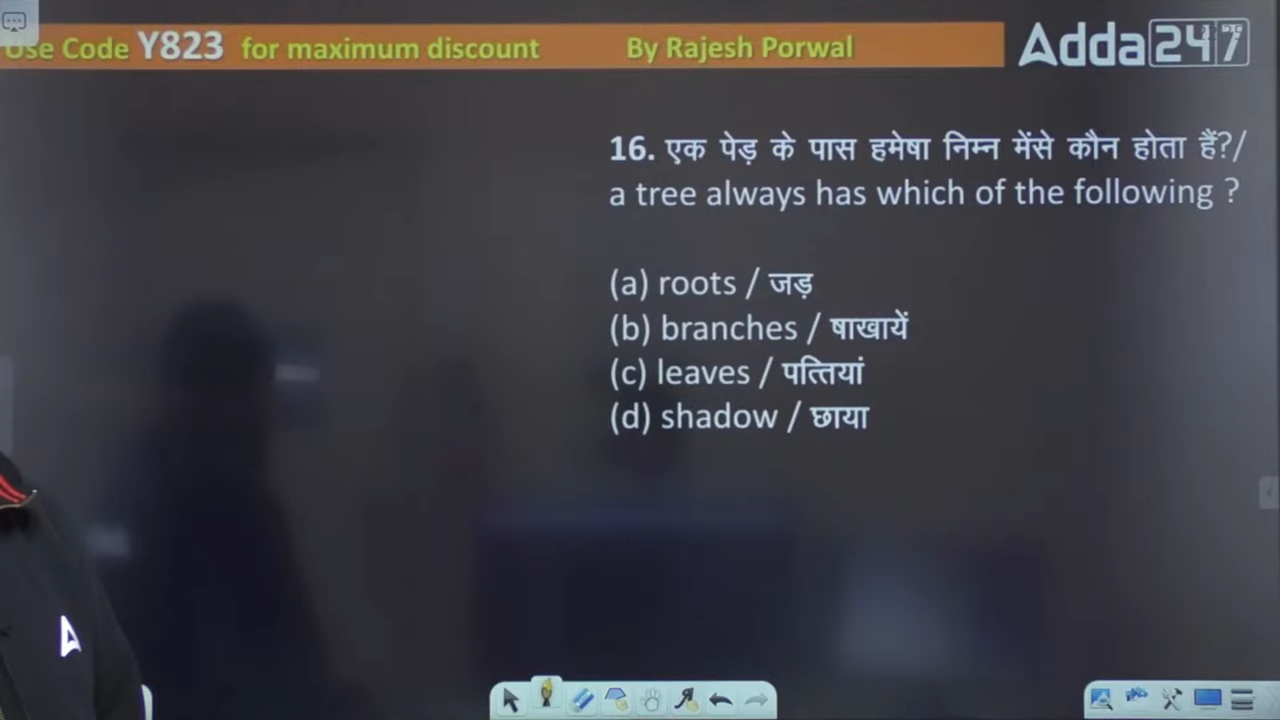 Use Code Y823 for maximum discount By Rajesh Porwal
Adda247
16. एक पेड़ के पास हमेषा निम्न मेंसे कौन होता हैं?/
a tree always has which of the following ?
(a) roots / जड़
(b) branches / षाखायें
(c) leaves / पत्तियां
(d) shadow / छाया